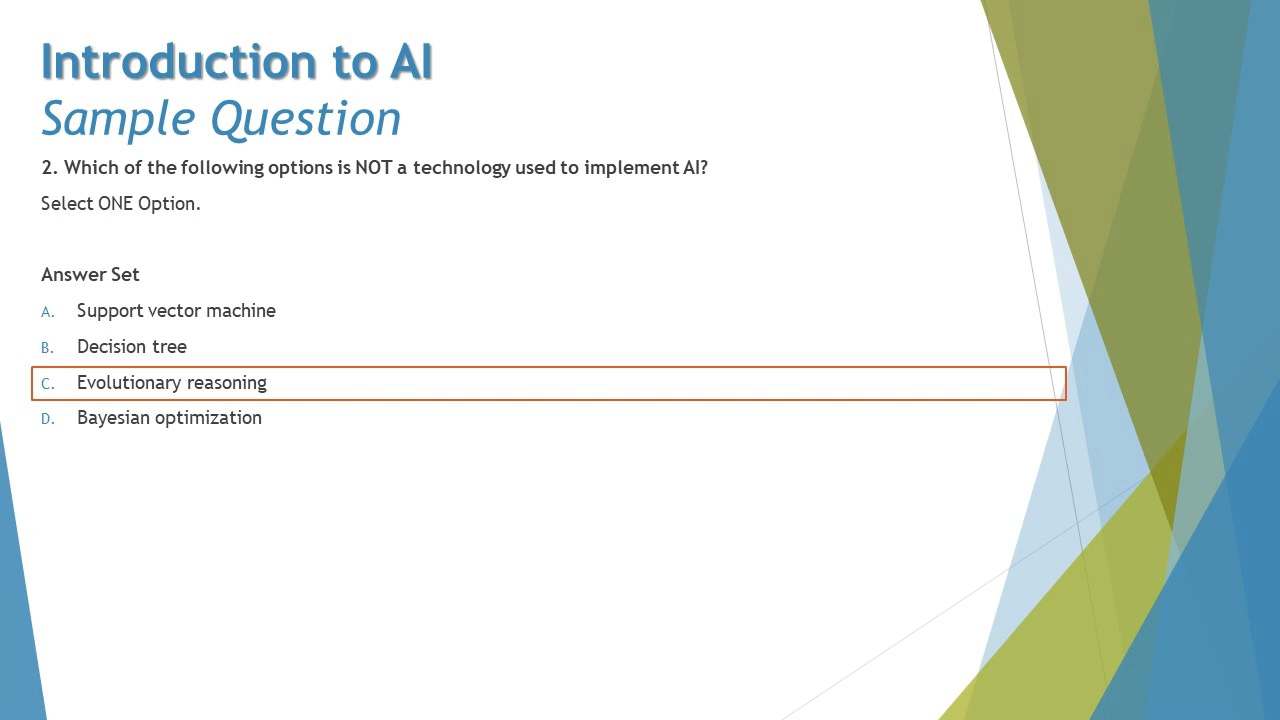 Introduction to AI
Sample Question
2. Which of the following options is NOT a technology used to implement AI?
Select ONE Option.
Answer Set
A. Support vector machine
B. Decision tree
C. Evolutionary reasoning
D. Bayesian optimization